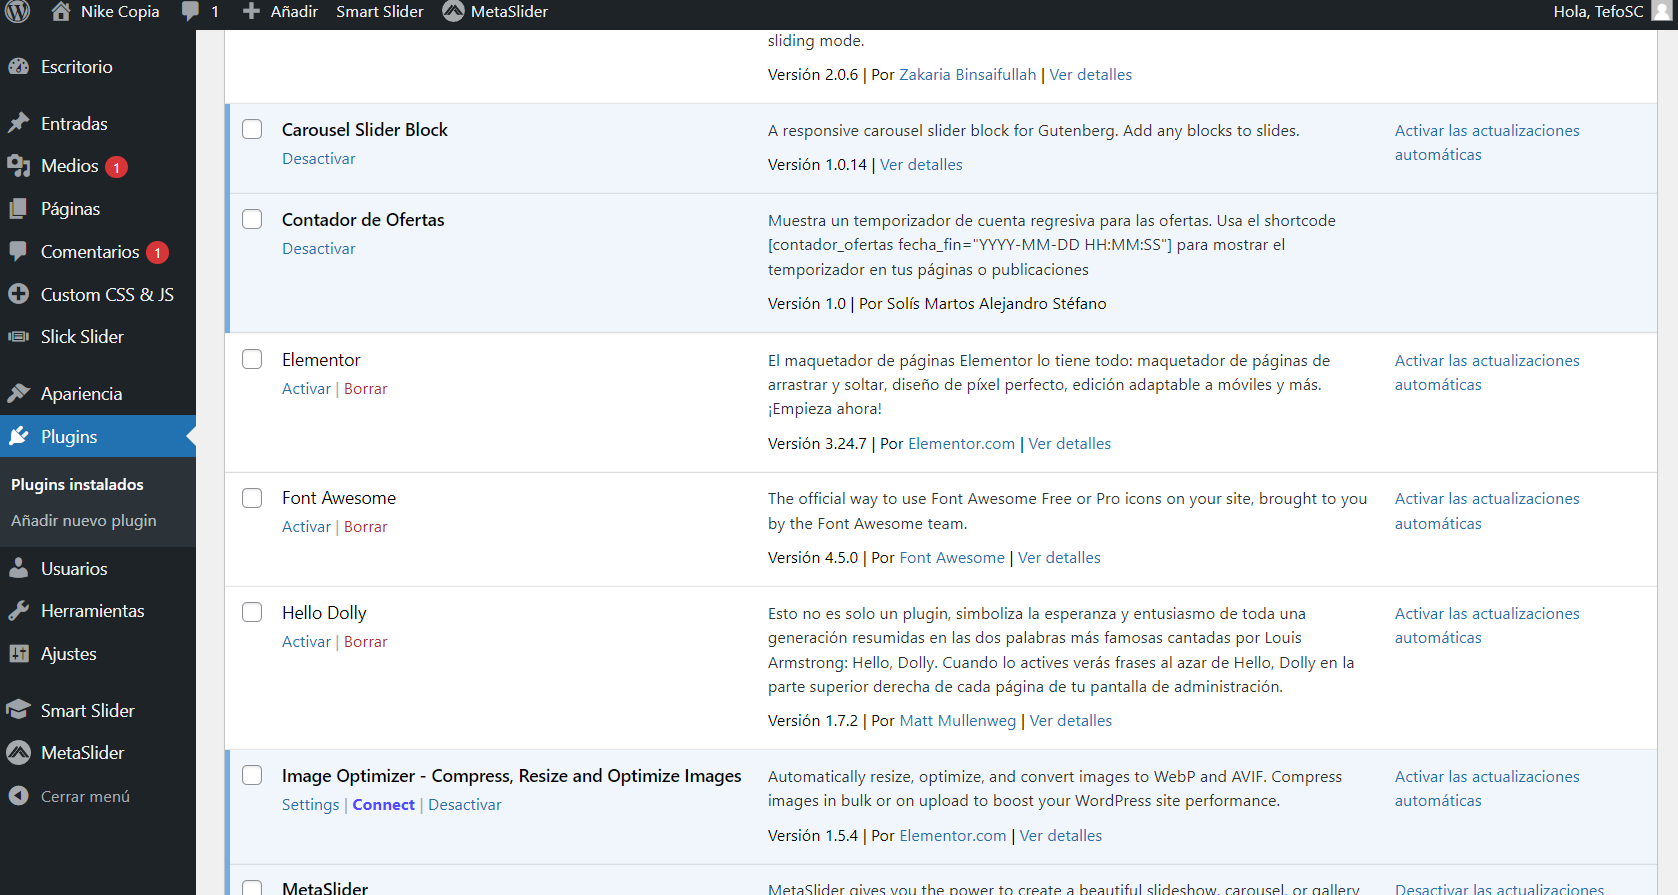 Nike Copia 1 Añadir Smart Slider MetaSlider Hola, TefoSC
Escritorio
Entradas
Medios 1
Páginas
Comentarios 1
Custom CSS & JS
Slick Slider
Apariencia
Plugins
Plugins instalados
Añadir nuevo plugin
Usuarios
Herramientas
Ajustes
Smart Slider
MetaSlider
Cerrar menú
sliding mode.
Versión 2.0.6 | Por Zakaria Binsaifullah | Ver detalles
Carousel Slider Block
Desactivar
A responsive carousel slider block for Gutenberg. Add any blocks to slides.
Versión 1.0.14 | Ver detalles
Activar las actualizaciones
automáticas
Contador de Ofertas
Desactivar
Muestra un temporizador de cuenta regresiva para las ofertas. Usa el shortcode
[contador_ofertas fecha_fin="YYYY-MM-DD HH:MM:SS"] para mostrar el
temporizador en tus páginas o publicaciones
Versión 1.0 | Por Solís Martos Alejandro Stéfano
Elementor
Activar | Borrar
El maquetador de páginas Elementor lo tiene todo: maquetador de páginas de
arrastrar y soltar, diseño de píxel perfecto, edición adaptable a móviles y más.
¡Empieza ahora!
Versión 3.24.7 | Por Elementor.com | Ver detalles
Activar las actualizaciones
automáticas
Font Awesome
Activar | Borrar
The official way to use Font Awesome Free or Pro icons on your site, brought to you
by the Font Awesome team.
Versión 4.5.0 | Por Font Awesome | Ver detalles
Activar las actualizaciones
automáticas
Hello Dolly
Activar | Borrar
Esto no es solo un plugin, simboliza la esperanza y entusiasmo de toda una
generación resumidas en las dos palabras más famosas cantadas por Louis
Armstrong: Hello, Dolly. Cuando lo actives verás frases al azar de Hello, Dolly en la
parte superior derecha de cada página de tu pantalla de administración.
Versión 1.7.2 | Por Matt Mullenweg | Ver detalles
Activar las actualizaciones
automáticas
Image Optimizer - Compress, Resize and Optimize Images
Settings | Connect | Desactivar
Automatically resize, optimize, and convert images to WebP and AVIF. Compress
images in bulk or on upload to boost your WordPress site performance.
Versión 1.5.4 | Por Elementor.com | Ver detalles
Activar las actualizaciones
automáticas
MetaSlider
MetaSlider gives you the power to create a beautiful slideshow, carousel, or gallery
Desactivar las actualizaciones